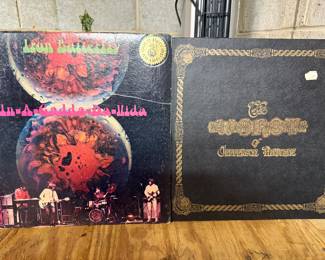 Iron Butterfly
In-A-Gadda-Da-Vida
The
"WORST"
of
Jefferson Airplane